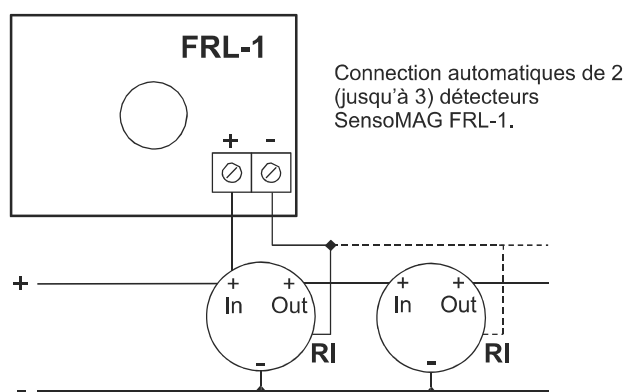 FRL-1
Connection automatiques de 2
(jusqu'à 3) détecteurs
SensoMAG FRL-1.
+ -
+ + + + +
In Out In Out
RI RI
- -
-